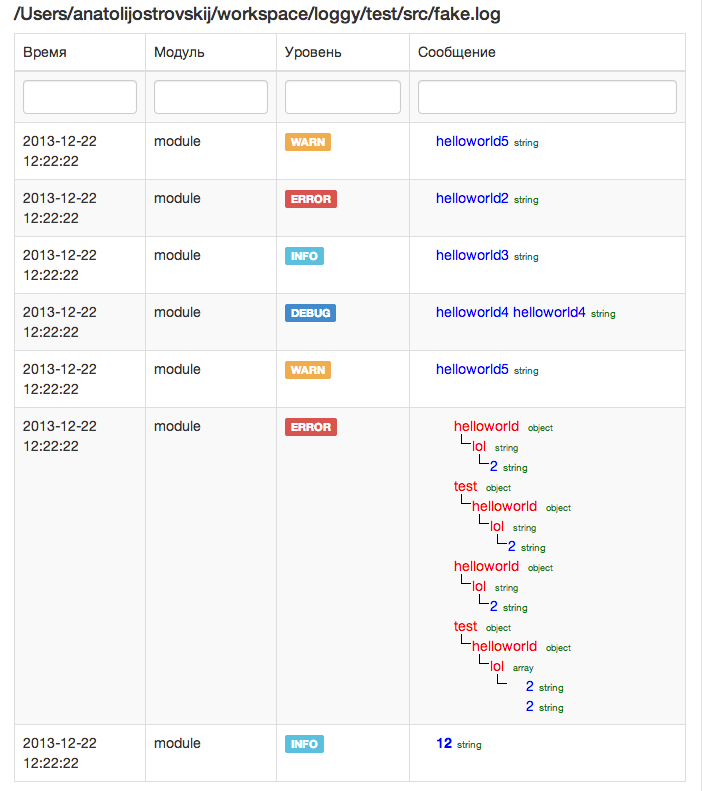 /Users/anatolijostrovskij/workspace/loggy/test/src/fake.log
Время Модуль Уровень Сообщение
2013-12-22 module WARN helloworld5 string
12:22:22
2013-12-22 module ERROR helloworld2 string
12:22:22
2013-12-22 module INFO helloworld3 string
12:22:22
2013-12-22 module DEBUG helloworld4 helloworld4 string
12:22:22
2013-12-22 module WARN helloworld5 string
12:22:22
2013-12-22 module ERROR helloworld object
12:22:22 lol string
2 string
test object
helloworld object
lol string
2 string
helloworld object
lol string
2 string
test object
helloworld object
lol array
2 string
2 string
2013-12-22 module INFO 12 string
12:22:22